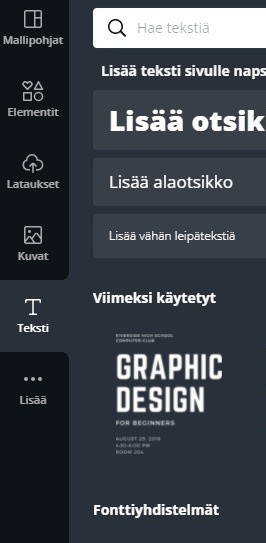 Mallipohjat
Elementit
Lataukset
Kuvat
Teksti
Lisää
Hae tekstiä
Lisää teksti sivulle naps
Lisää otsik
Lisää alaotsikko
Lisää vähän leipätekstiä
Viimeksi käytetyt
RIVERSIDE HIGH SCHOOL
COMPUTER CLUB
GRAPHIC
DESIGN
FOR BEGINNERS
AUGUST 29, 2019
4:30-6:00 PM
ROOM 204
Fonttiyhdistelmät